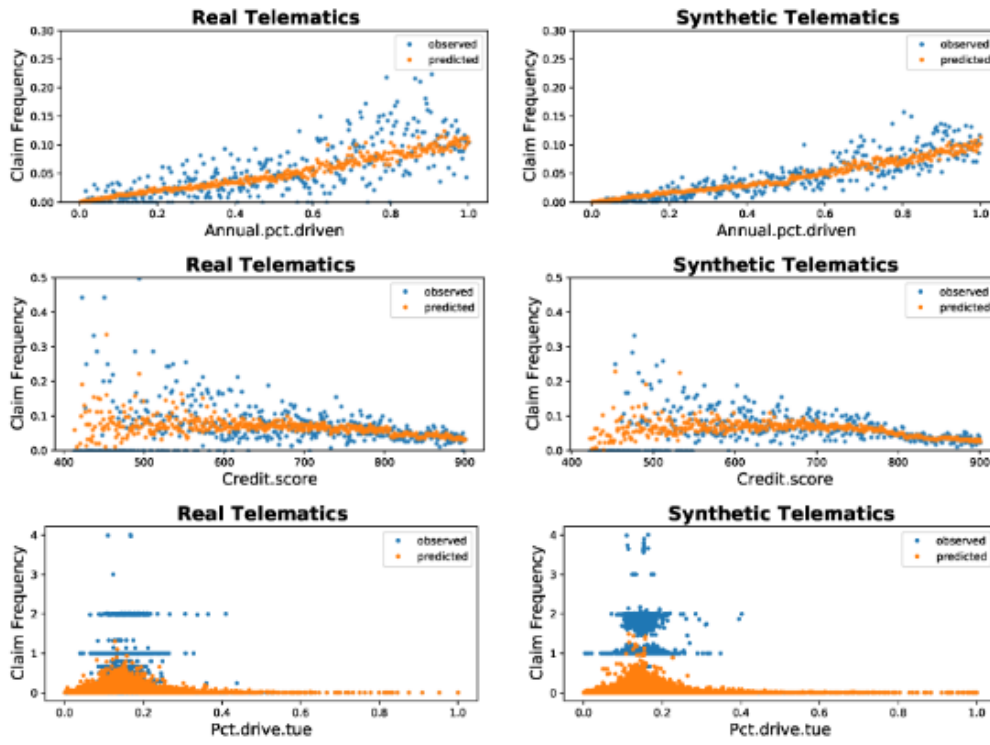 Real Telematics
0.30
0.25
0.20
0.15
0.10
0.05
0.00
Claim Frequency
observed
predicted
0.0 0.2 0.4 0.6 0.8 1.0
Annual.pct.driven
Synthetic Telematics
0.30
0.25
0.20
0.15
0.10
0.05
0.00
Claim Frequency
observed
predicted
0.0 0.2 0.4 0.6 0.8 1.0
Annual.pct.driven
Real Telematics
0.5
0.4
0.3
0.2
0.1
0.0
Claim Frequency
observed
predicted
400 500 600 700 800 900
Credit.score
Synthetic Telematics
0.5
0.4
0.3
0.2
0.1
0.0
Claim Frequency
observed
predicted
400 500 600 700 800 900
Credit.score
Real Telematics
4
3
2
1
0
Claim Frequency
observed
predicted
0.0 0.2 0.4 0.6 0.8 1.0
Pct.drive.tue
Synthetic Telematics
4
3
2
1
0
Claim Frequency
observed
predicted
0.0 0.2 0.4 0.6 0.8 1.0
Pct.drive.tue